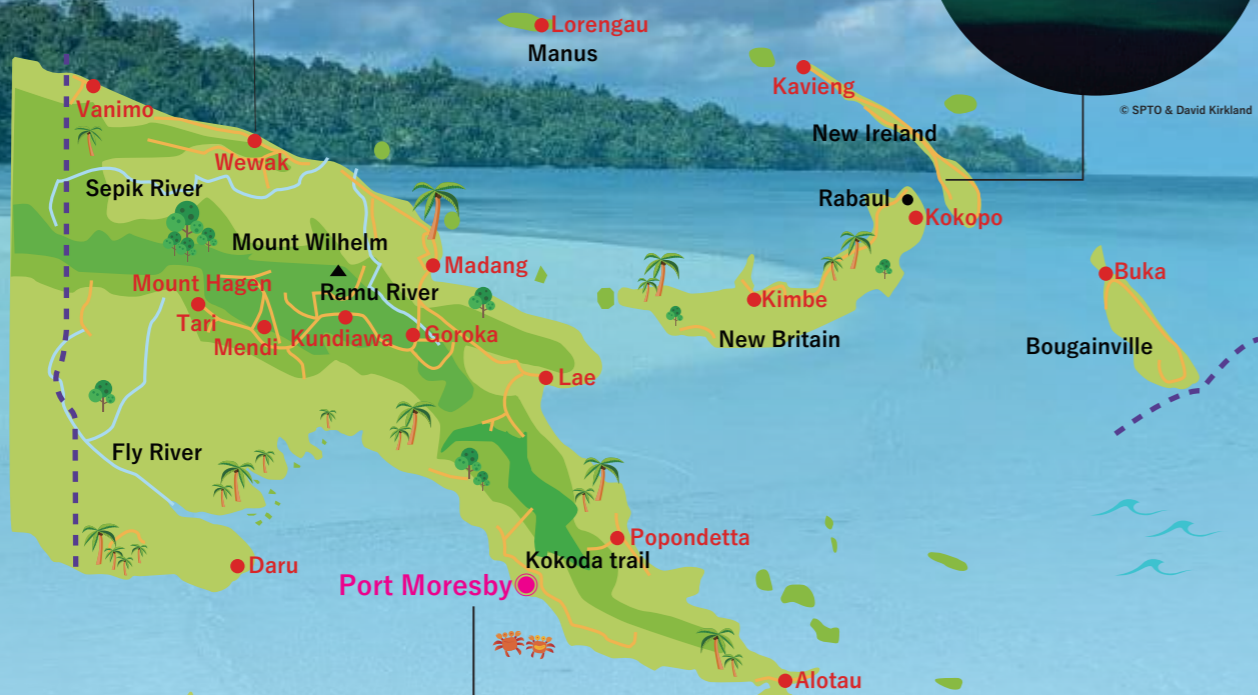 Lorengau
Manus
Kavieng
© SPTO & David Kirkland
Vanimo
New Ireland
Wewak
Sepik River
Rabaul
Kokopo
Mount Wilhelm
Madang
Buka
Mount Hagen
Ramu River
Kimbe
Tari
Mendi
Kundiawa
Goroka
New Britain
Bougainville
Lae
Fly River
Popondetta
Kokoda trail
Daru
Port Moresby
Alotau